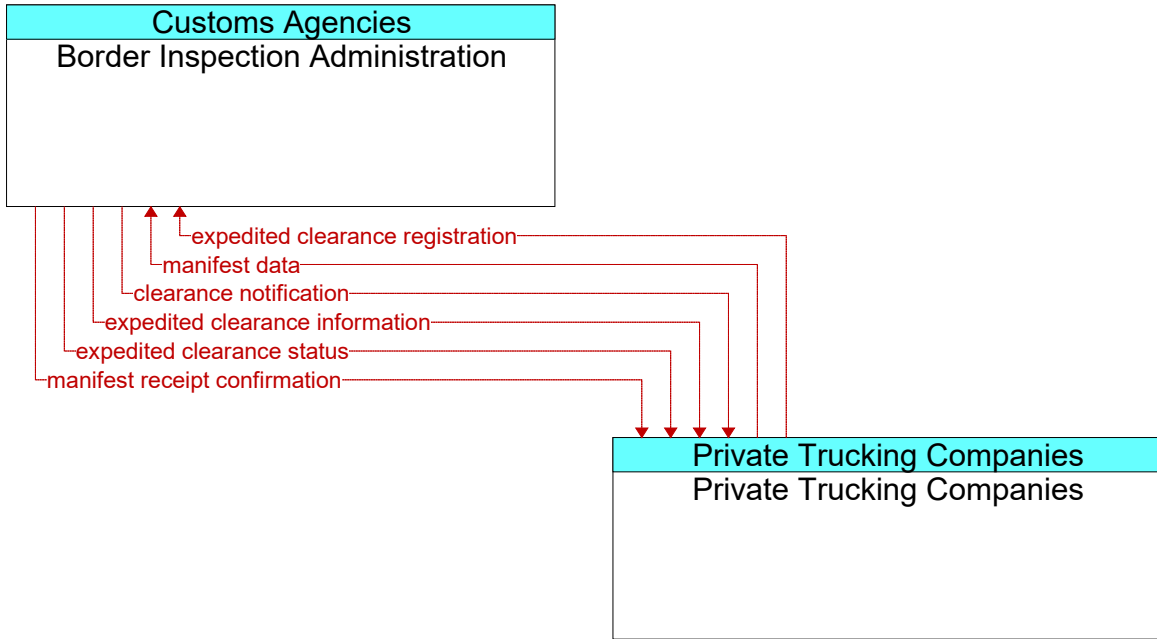 Customs Agencies
Border Inspection Administration
expedited clearance registration
manifest data
clearance notification
expedited clearance information
expedited clearance status
manifest receipt confirmation
Private Trucking Companies
Private Trucking Companies